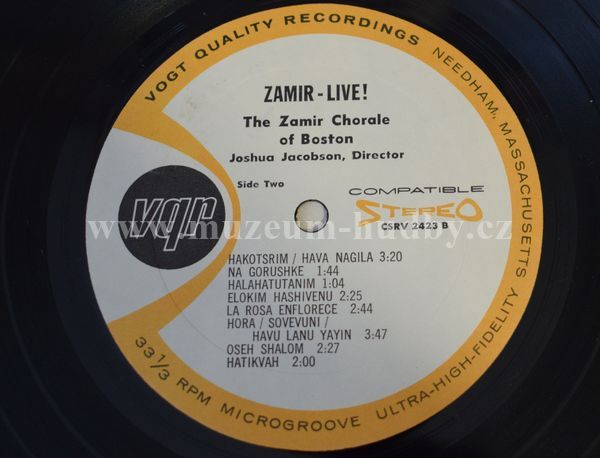 VOGT QUALITY RECORDINGS
NEEDHAM, MASSACHUSETTS
ZAMIR - LIVE!
The Zamir Chorale
of Boston
Joshua Jacobson, Director
Side Two
COMPATIBLE
STEREO
CSRV 2423 B
vqr
www.muzeum-hudby.cz
HAKOTSRIM / HAVA NAGILA 3:20
NA GORUSHKE 1:44
HALAHATUTANIM 1:04
ELOKIM HASHIVENU 2:25
LA ROSA ENFLORECE 2:44
HORA / SOVEVUNI /
HAVU LANU YAYIN 3:47
OSEH SHALOM 2:27
HATIKVAH 2:00
33 1/3 RPM MICROGROOVE ULTRA-HIGH-FIDELITY